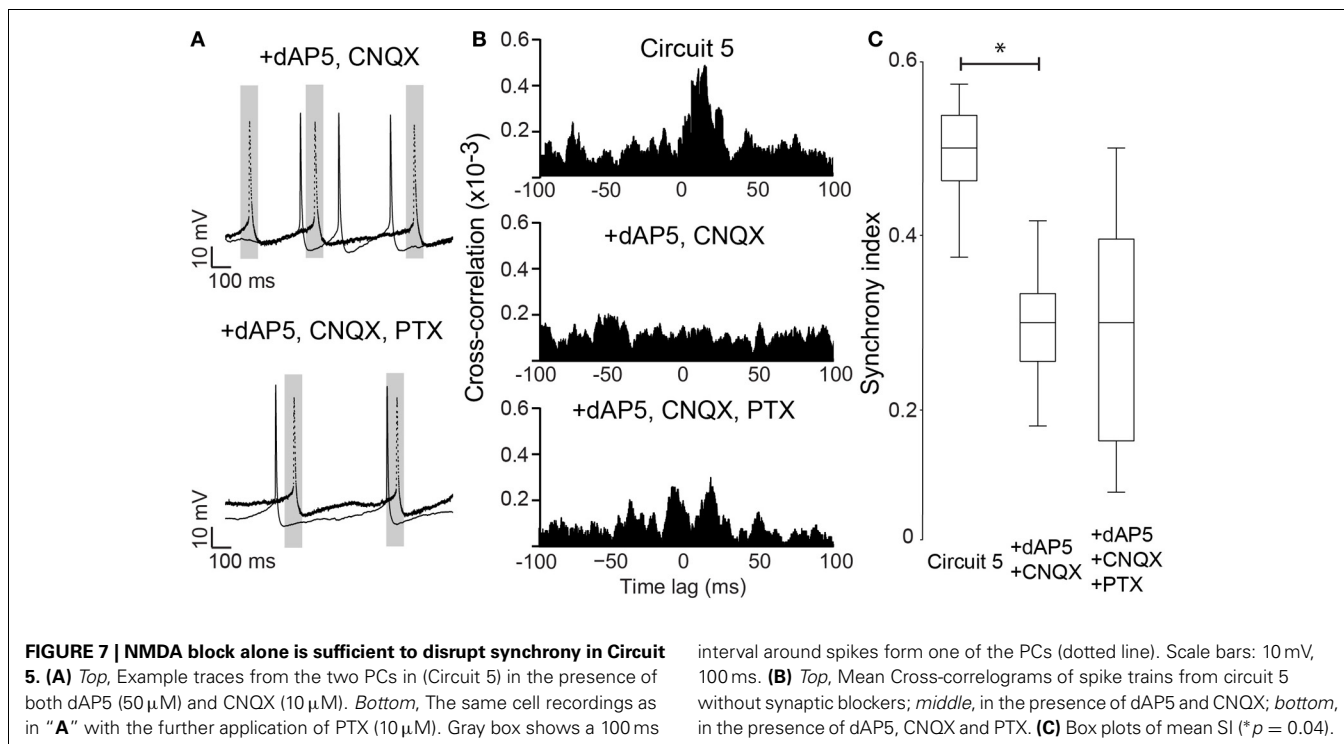 A
+dAP5, CNQX
10 mV
100 ms
+dAP5, CNQX, PTX
10 mV
100 ms
B
Cross-correlation (x10-3)
Circuit 5
0.6
0.4
0.2
-100 -50 0 50 100
+dAP5, CNQX
0.6
0.4
0.2
-100 -50 0 50 100
+dAP5, CNQX, PTX
0.6
0.4
0.2
-100 −50 0 50 100
Time lag (ms)
C
*
Synchrony index
0.6
0.4
0.2
0
Circuit 5
+dAP5
+CNQX
+dAP5
+CNQX
+PTX
FIGURE 7 | NMDA block alone is sufficient to disrupt synchrony in Circuit
5. (A) Top, Example traces from the two PCs in (Circuit 5) in the presence of
both dAP5 (50 μM) and CNQX (10 μM). Bottom, The same cell recordings as
in “A” with the further application of PTX (10 μM). Gray box shows a 100 ms
interval around spikes form one of the PCs (dotted line). Scale bars: 10 mV,
100 ms. (B) Top, Mean Cross-correlograms of spike trains from circuit 5
without synaptic blockers; middle, in the presence of dAP5 and CNQX; bottom,
in the presence of dAP5, CNQX and PTX. (C) Box plots of mean SI (*p = 0.04).